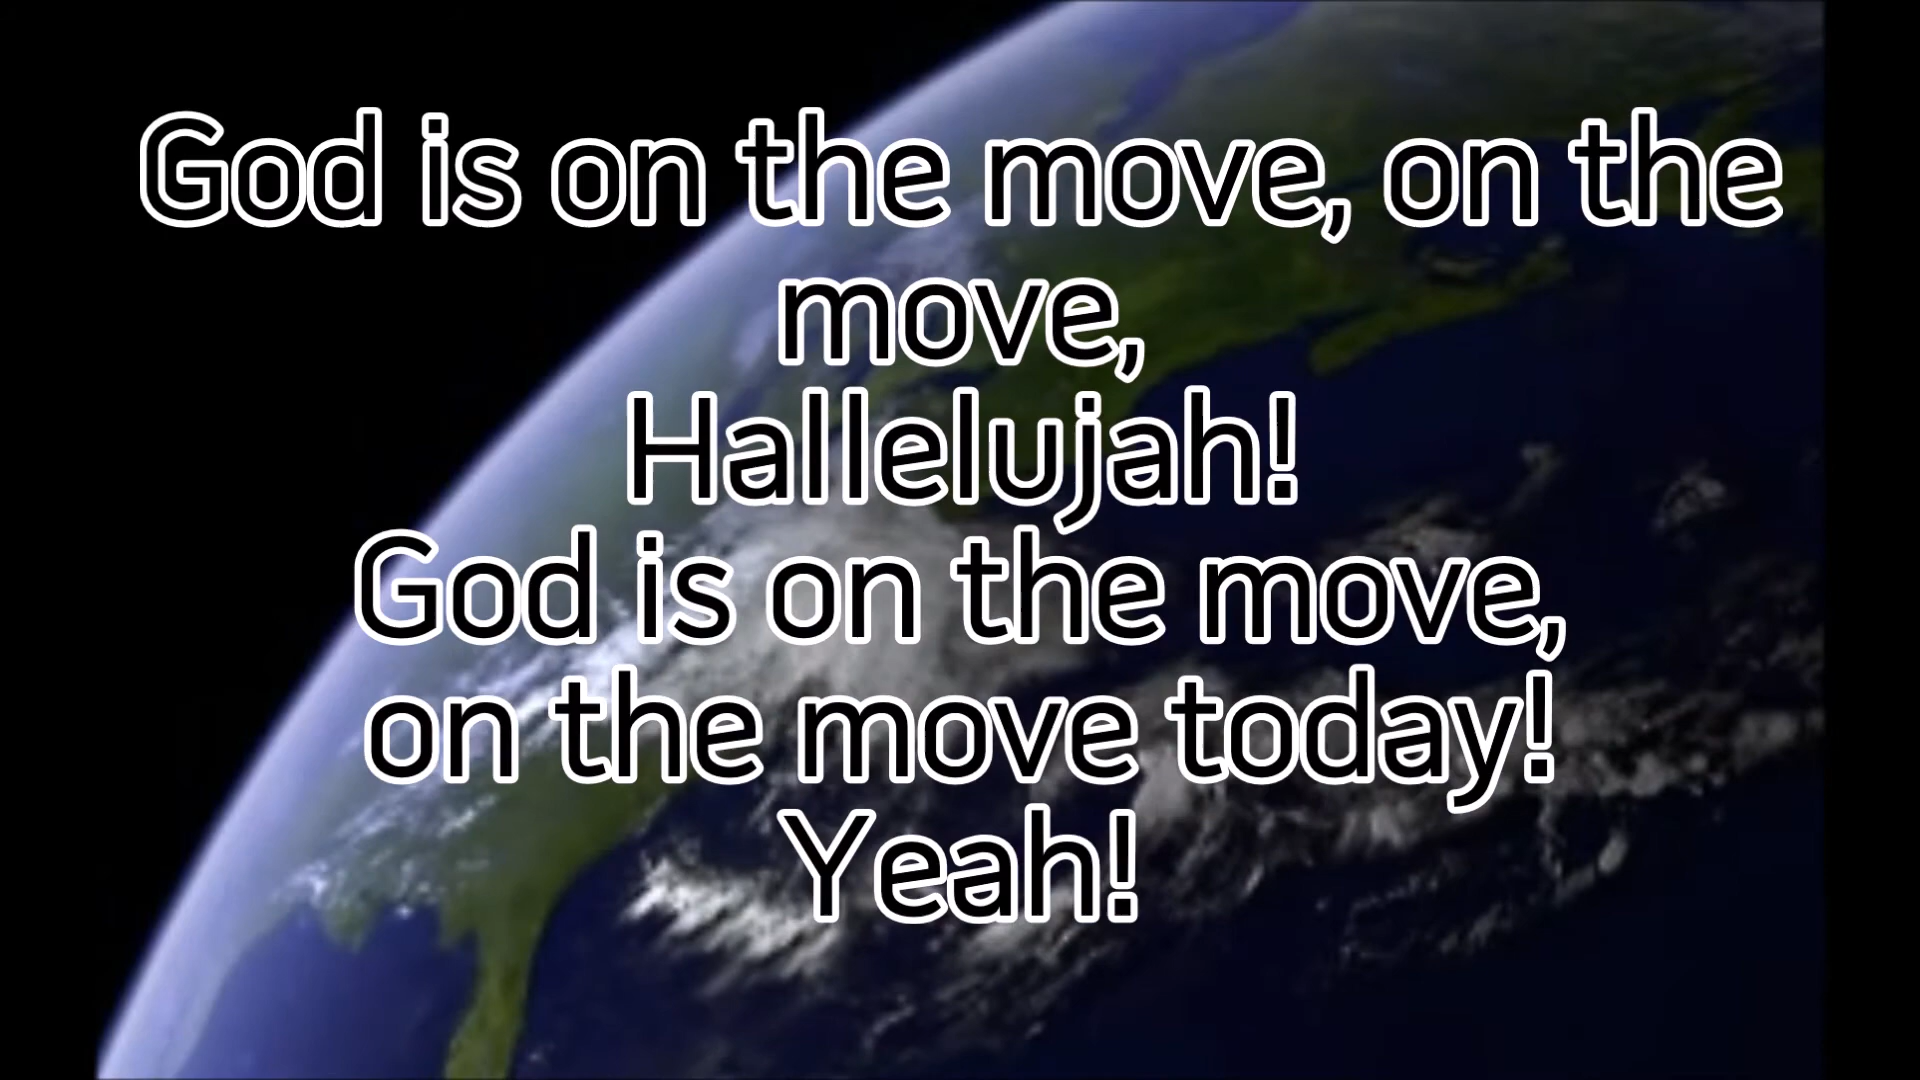 God is on the move, on the
move,
Hallelujah!
God is on the move,
on the move today!
Yeah!